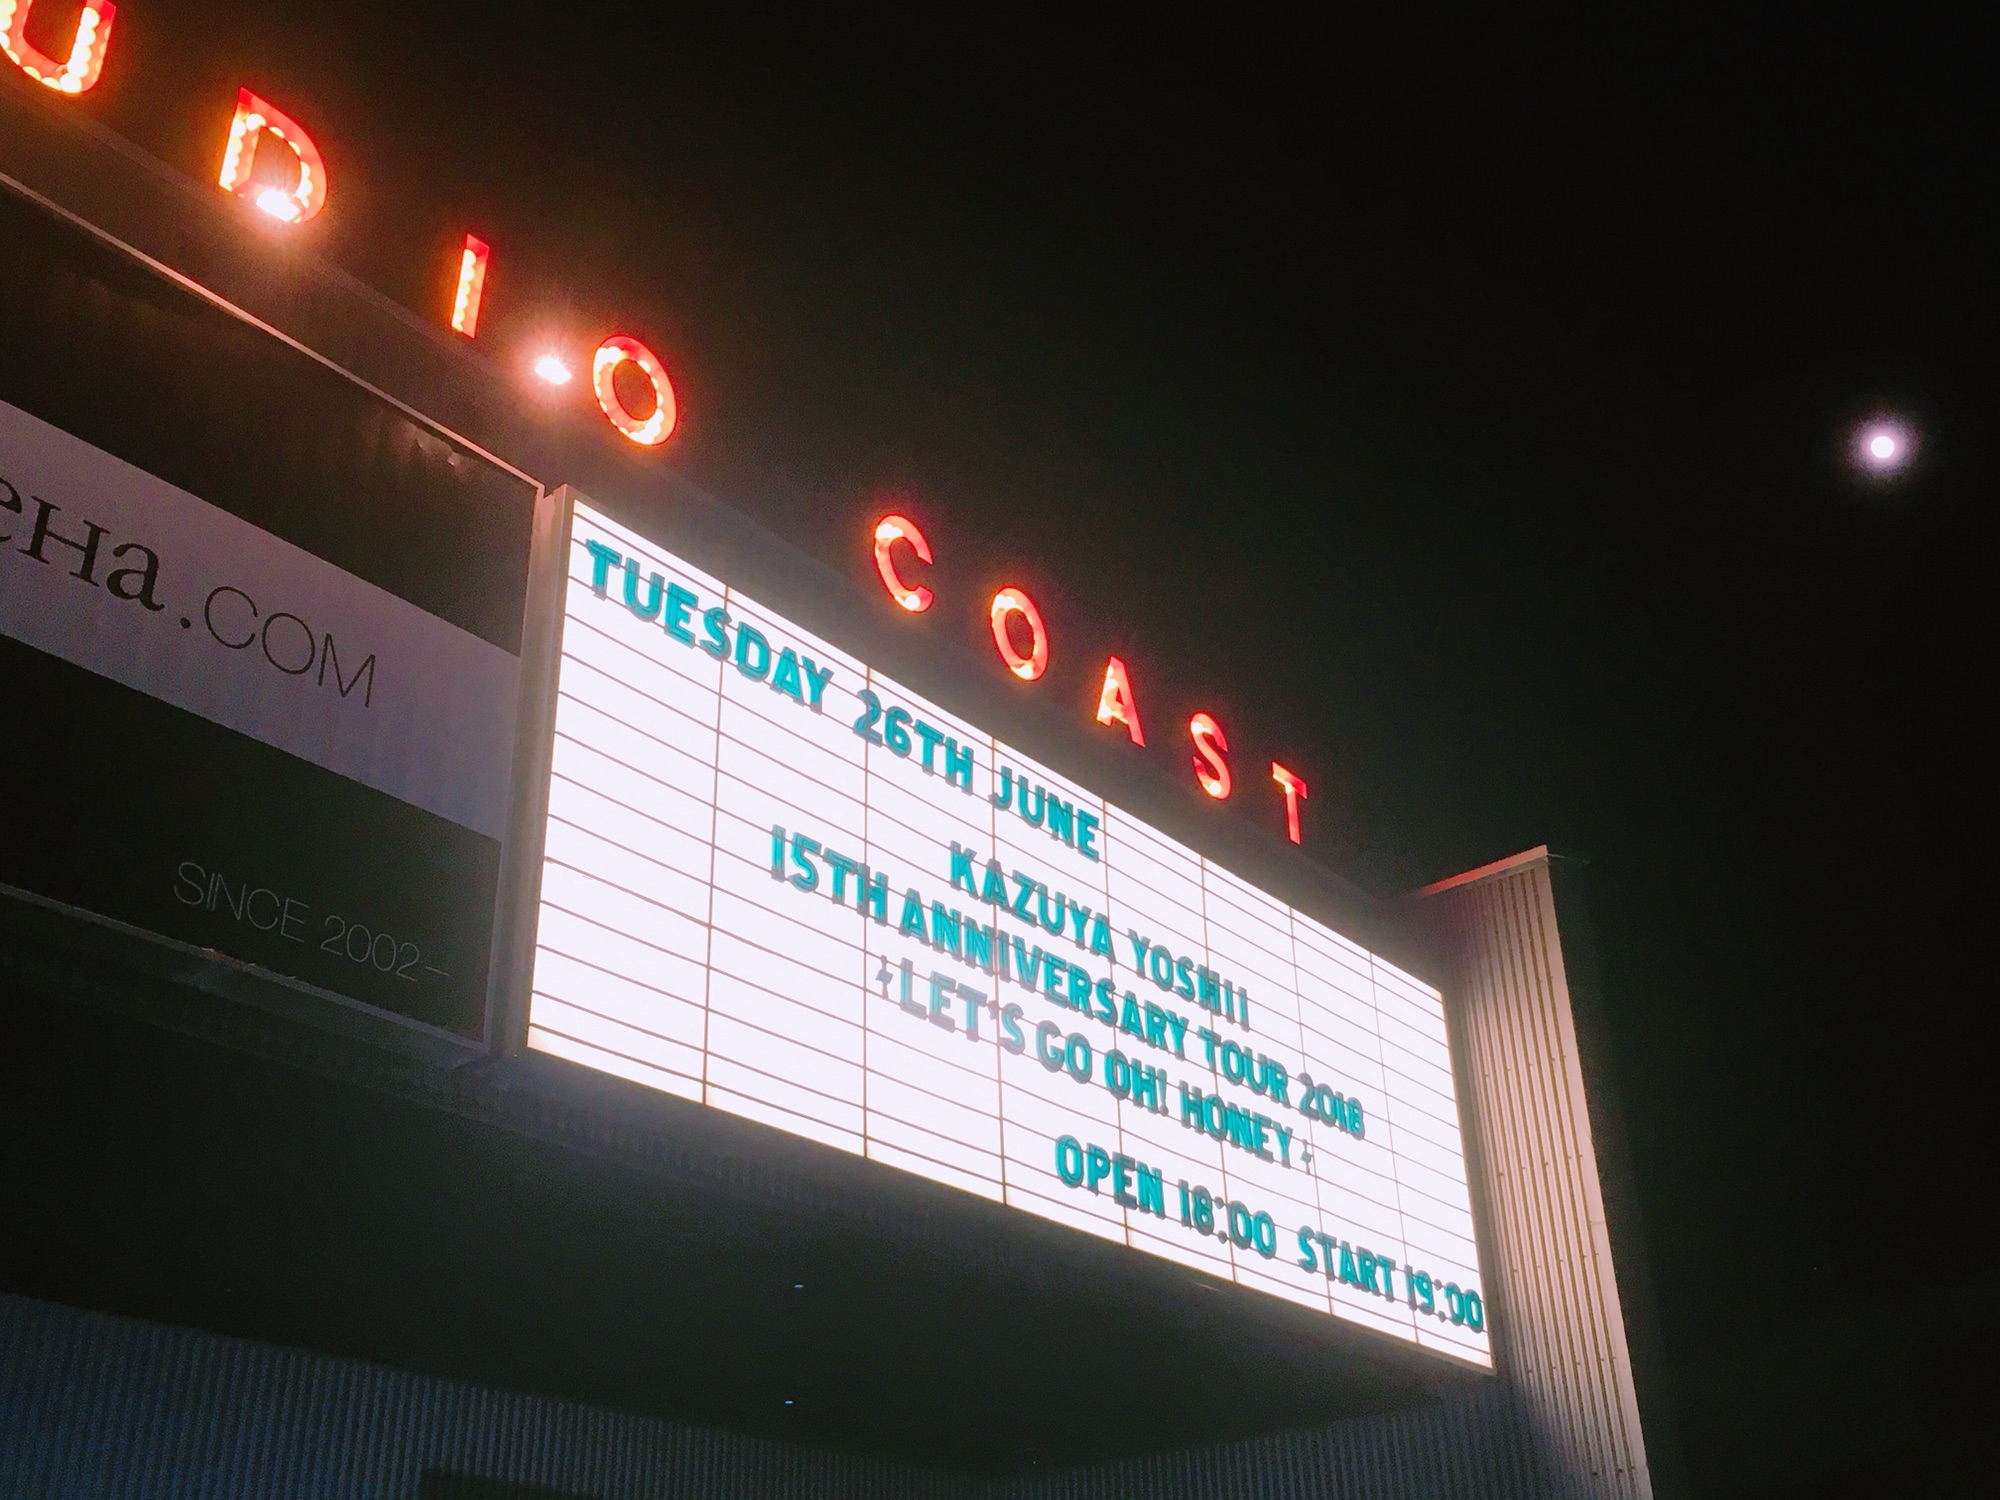 UDIO COAST
eHa.COM
SINCE 2002–
TUESDAY 26TH JUNE
KAZUYA YOSHII
15TH ANNIVERSARY TOUR 2018
⚡LET'S GO OH! HONEY⚡
OPEN 18:00 START 19:00